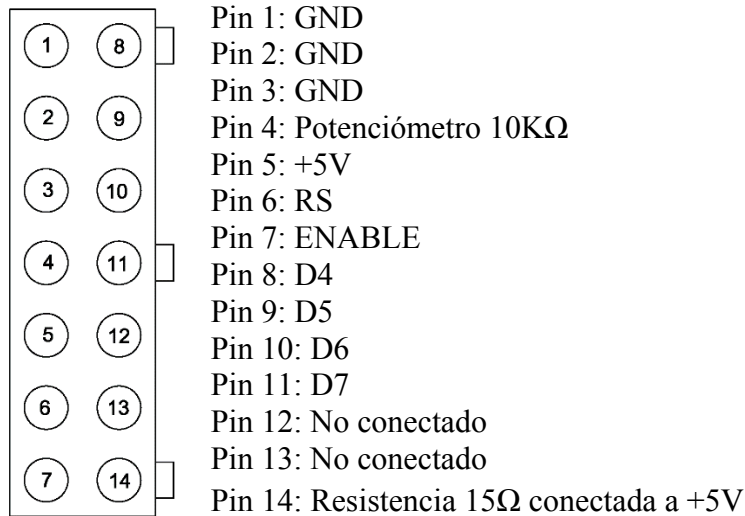 1 8
2 9
3 10
4 11
5 12
6 13
7 14
Pin 1: GND
Pin 2: GND
Pin 3: GND
Pin 4: Potenciómetro 10KΩ
Pin 5: +5V
Pin 6: RS
Pin 7: ENABLE
Pin 8: D4
Pin 9: D5
Pin 10: D6
Pin 11: D7
Pin 12: No conectado
Pin 13: No conectado
Pin 14: Resistencia 15Ω conectada a +5V